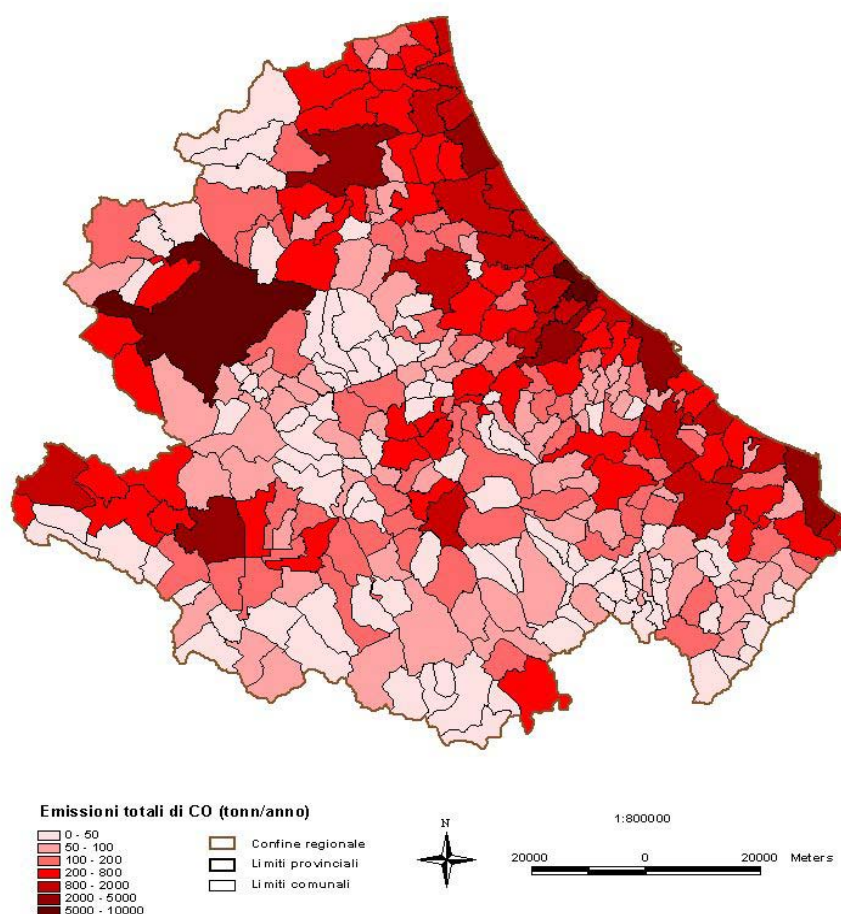 Emissioni totali di CO (tonn/anno)
0 - 50
50 - 100
100 - 200
200 - 800
800 - 2000
2000 - 5000
5000 - 10000
Confine regionale
Limiti provinciali
Limiti comunali
N
1:800000
20000 0 20000 Meters